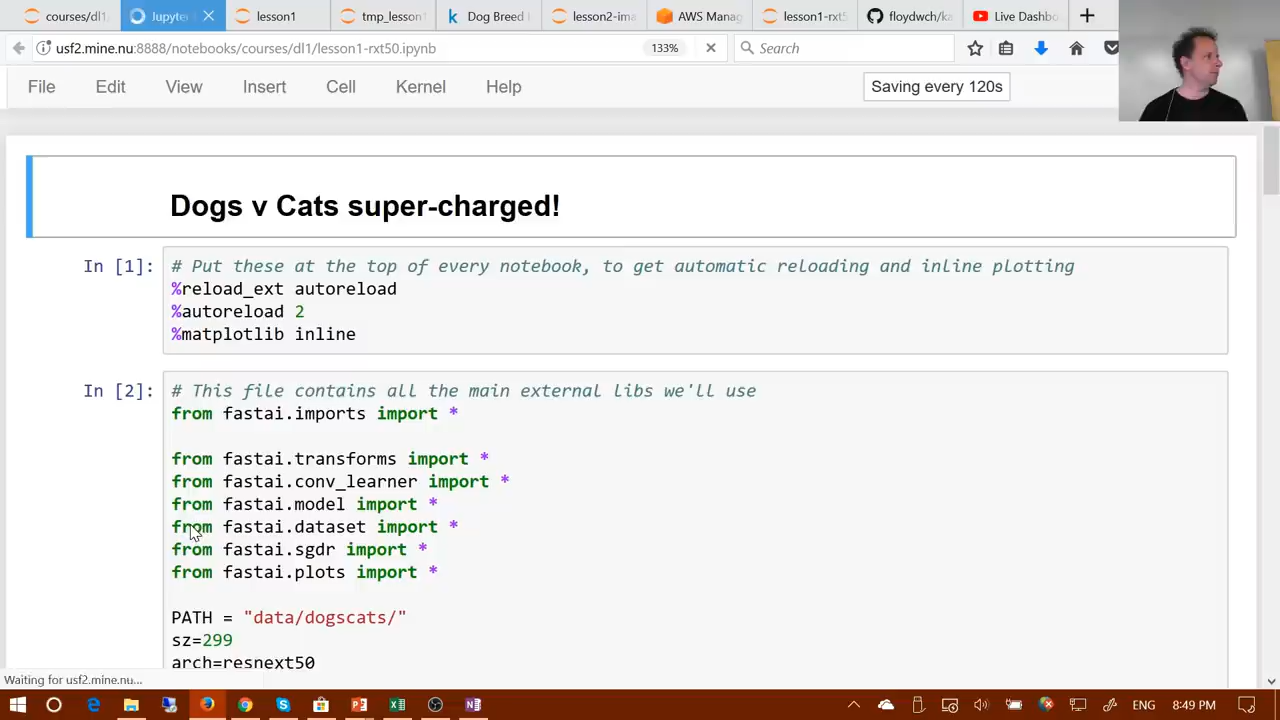 courses/dl1
Jupyter
lesson1
tmp_lesson1
Dog Breed
lesson2-ima
AWS Manag
lesson1-rxt5
floydwch/ka
Live Dashbo
usf2.mine.nu:8888/notebooks/courses/dl1/lesson1-rxt50.ipynb
133%
Search
File Edit View Insert Cell Kernel Help
Saving every 120s
Dogs v Cats super-charged!
In [1]:
# Put these at the top of every notebook, to get automatic reloading and inline plotting
%reload_ext autoreload
%autoreload 2
%matplotlib inline
In [2]:
# This file contains all the main external libs we'll use
from fastai.imports import *
from fastai.transforms import *
from fastai.conv_learner import *
from fastai.model import *
from fastai.dataset import *
from fastai.sgdr import *
from fastai.plots import *
PATH = "data/dogscats/"
sz=299
arch=resnext50
Waiting for usf2.mine.nu...
ENG
8:49 PM